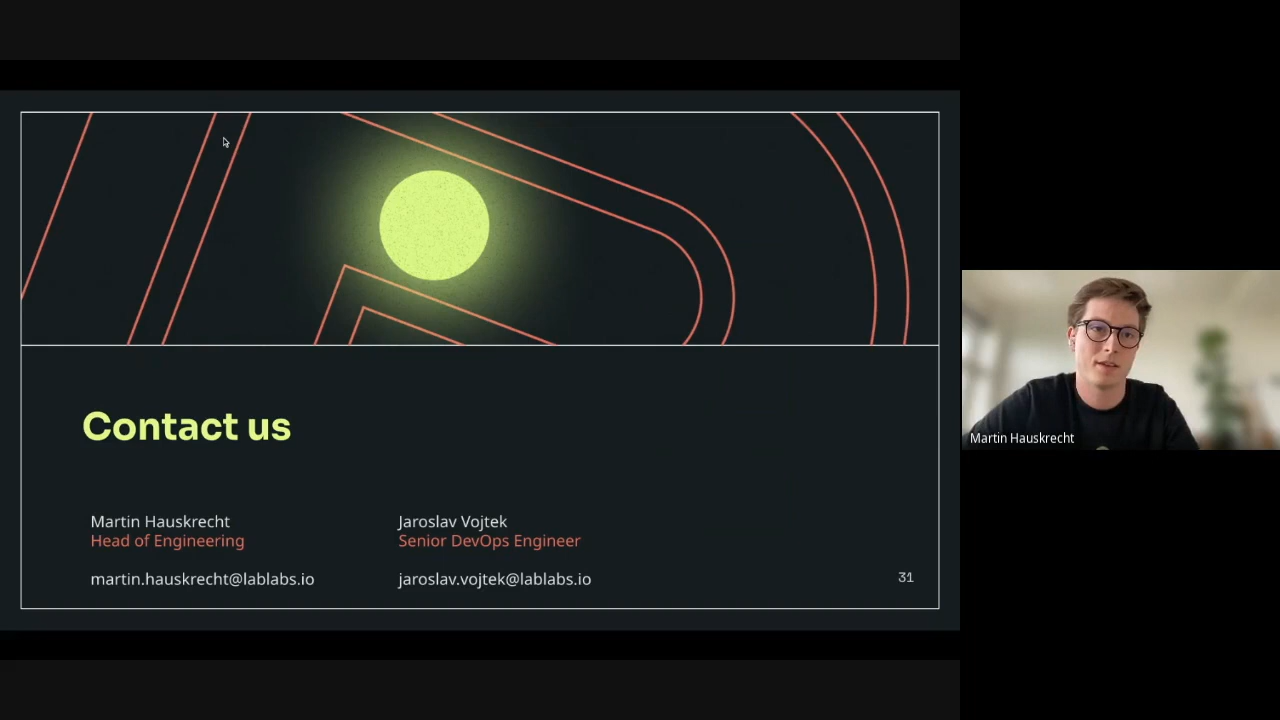 Contact us
Martin Hauskrecht
Head of Engineering
martin.hauskrecht@lablabs.io
Jaroslav Vojtek
Senior DevOps Engineer
jaroslav.vojtek@lablabs.io
31
Martin Hauskrecht